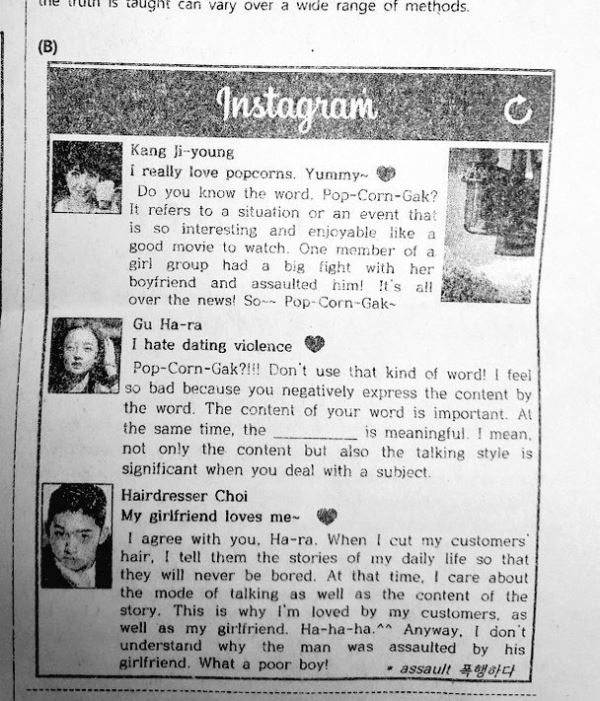 the truth is taught can vary over a wide range of methods.
(B)
Instagram
Kang Ji-young
i really love popcorns. Yummy~
Do you know the word, Pop-Corn-Gak?
It refers to a situation or an event that
is so interesting and enjoyable like a
good movie to watch. One member of a
girl group had a big fight with her
boyfriend and assaulted him! It's all
over the news! So~~ Pop-Corn-Gak~
Gu Ha-ra
I hate dating violence
Pop-Corn-Gak?!!! Don't use that kind of word! I feel
so bad because you negatively express the content by
the word. The content of your word is important. At
the same time, the __________ is meaningful. I mean,
not only the content but also the talking style is
significant when you deal with a subject.
Hairdresser Choi
My girlfriend loves me~
I agree with you, Ha-ra. When I cut my customers'
hair, I tell them the stories of my daily life so that
they will never be bored. At that time, I care about
the mode of talking as well as the content of the
story. This is why I'm loved by my customers, as
well as my girlfriend. Ha-ha-ha.^^ Anyway, I don't
understand why the man was assaulted by his
girlfriend. What a poor boy!
* assault 폭행하다